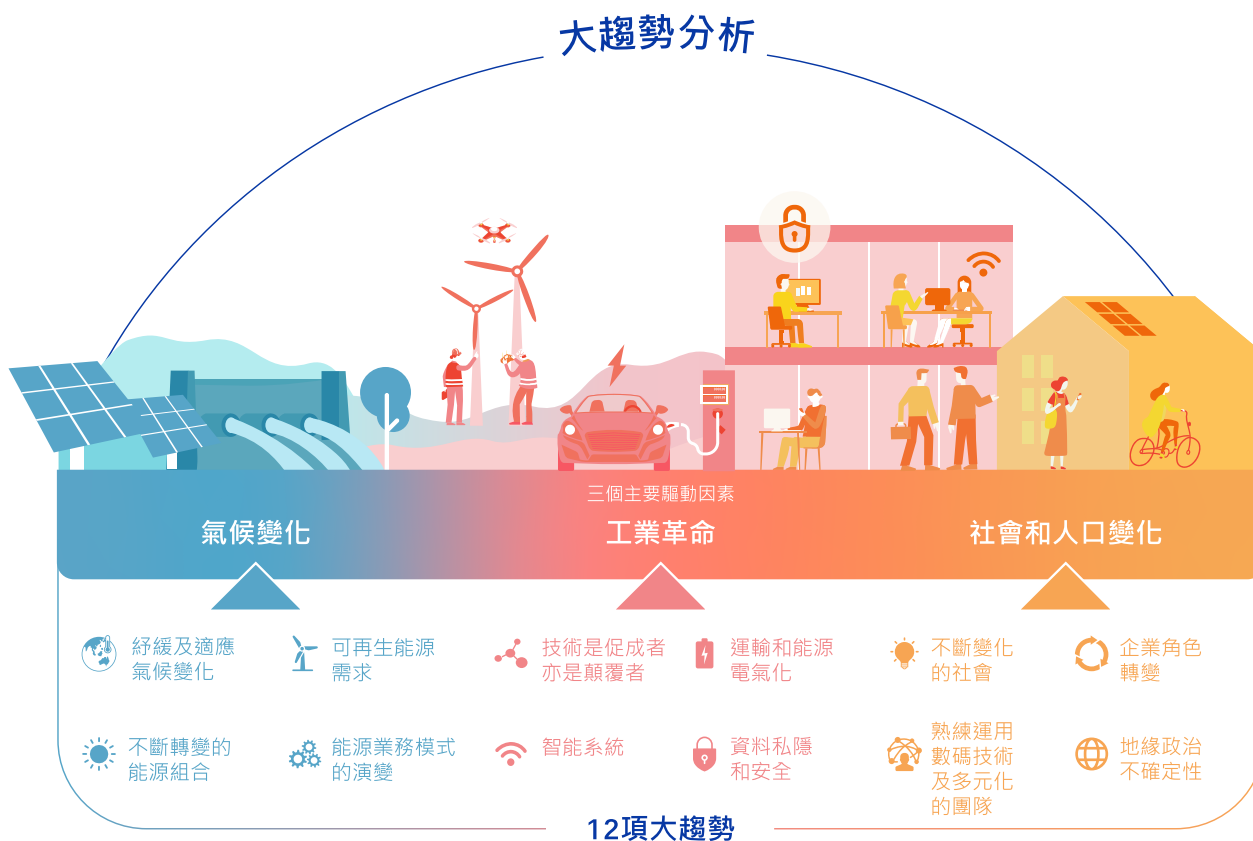 大趨勢分析
三個主要驅動因素
氣候變化
工業革命
社會和人口變化
紓緩及適應
氣候變化
可再生能源
需求
技術是促成者
亦是顛覆者
運輸和能源
電氣化
不斷變化
的社會
企業角色
轉變
不斷轉變的
能源組合
能源業務模式
的演變
智能系統
資料私隱
和安全
熟練運用
數碼技術
及多元化
的團隊
地緣政治
不確定性
12項大趨勢